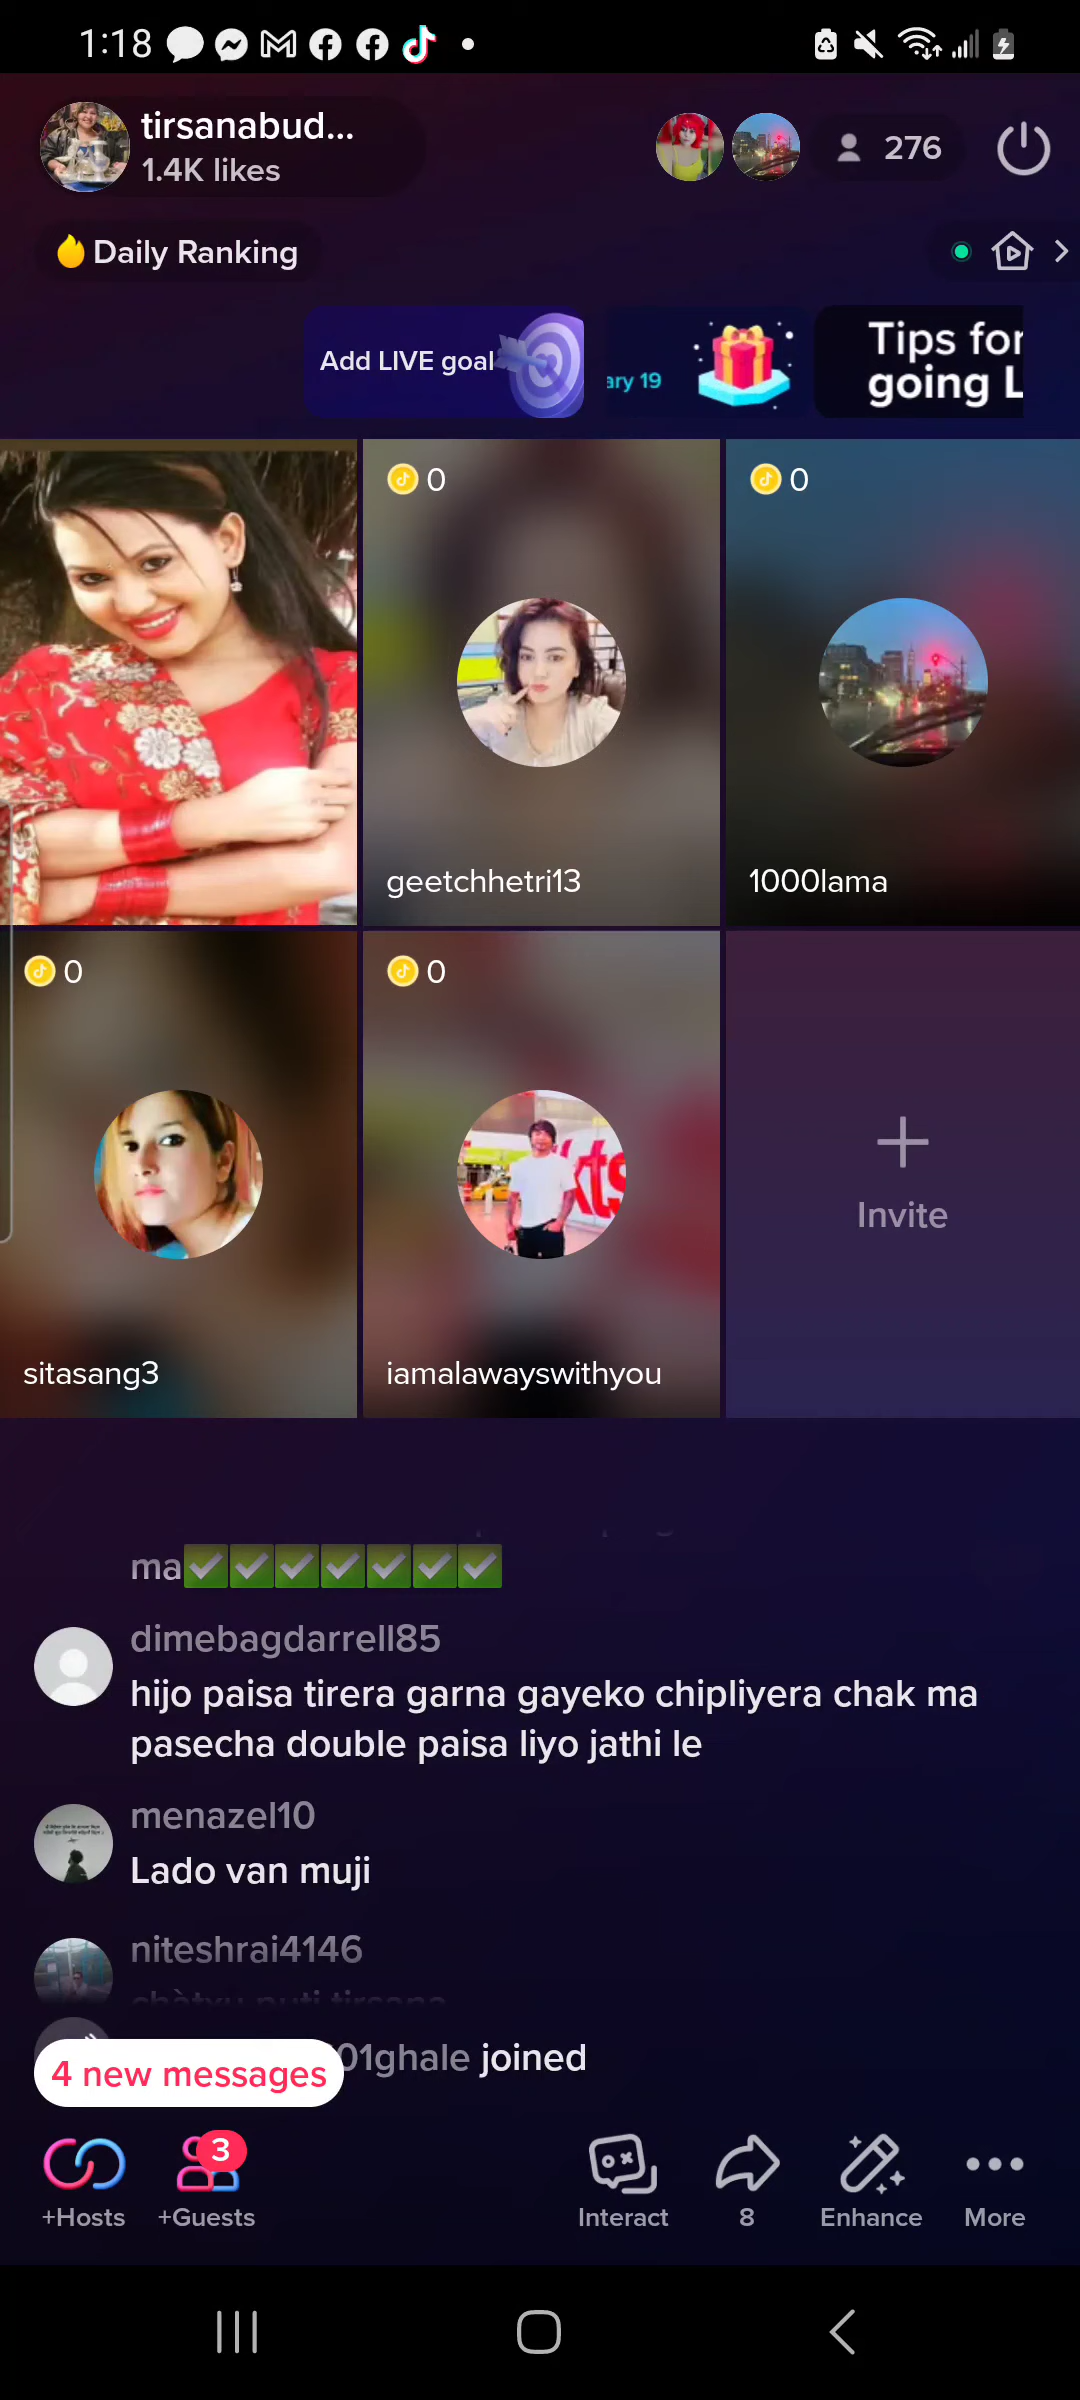 1:18
tirsanabud...
1.4K likes
276
Daily Ranking
Add LIVE goal
ary 19
Tips for
going L
0
0
geetchhetri13
1000lama
0
0
Invite
sitasang3
iamalawayswithyou
ma✅✅✅✅✅✅✅
dimebagdarrell85
hijo paisa tirera garna gayeko chipliyera chak ma
pasecha double paisa liyo jathi le
menazel10
Lado van muji
niteshrai4146
4 new messages
01ghale joined
3
+Hosts
+Guests
Interact
8
Enhance
More